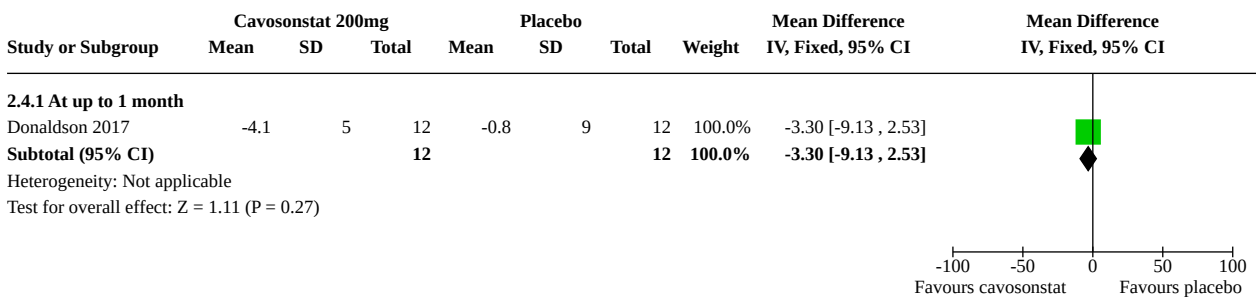 Cavosonstat 200mg Placebo Mean Difference Mean Difference
Study or Subgroup Mean SD Total Mean SD Total Weight IV, Fixed, 95% CI IV, Fixed, 95% CI
2.4.1 At up to 1 month
Donaldson 2017 -4.1 5 12 -0.8 9 12 100.0% -3.30 [-9.13 , 2.53]
Subtotal (95% CI) 12 12 100.0% -3.30 [-9.13 , 2.53]
Heterogeneity: Not applicable
Test for overall effect: Z = 1.11 (P = 0.27)
-100 -50 0 50 100
Favours cavosonstat Favours placebo